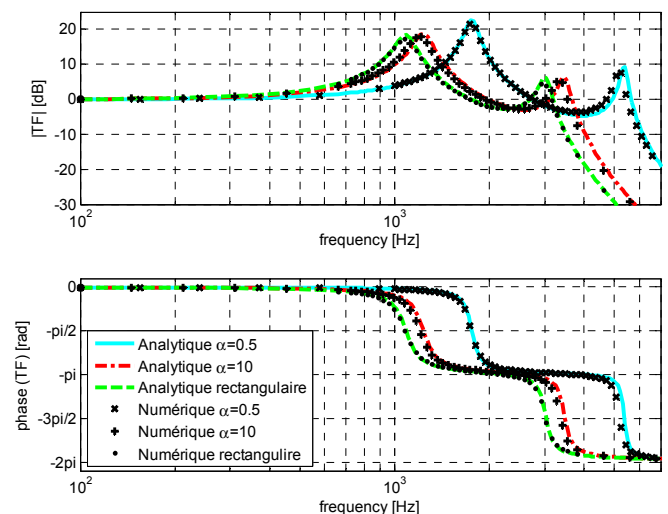 20
10
0
10
20
-30
|TF| [dB]
10^2
10^3
frequency [Hz]
0
-pi/2
-pi
-3pi/2
-2pi
phase (TF) [rad]
Analytique α=0.5
Analytique α=10
Analytique rectangulaire
Numérique α=0.5
Numérique α=10
Numérique rectangulire
10^2
10^3
frequency [Hz]